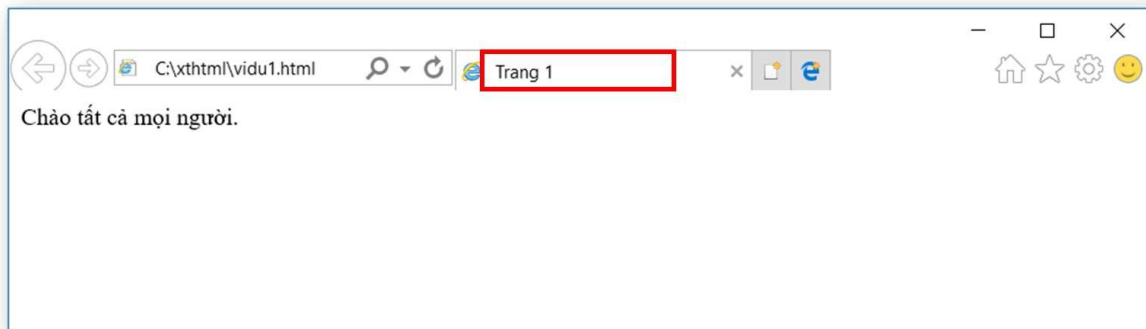 C:\xthtml\vidu1.html
Trang 1
Chào tất cả mọi người.